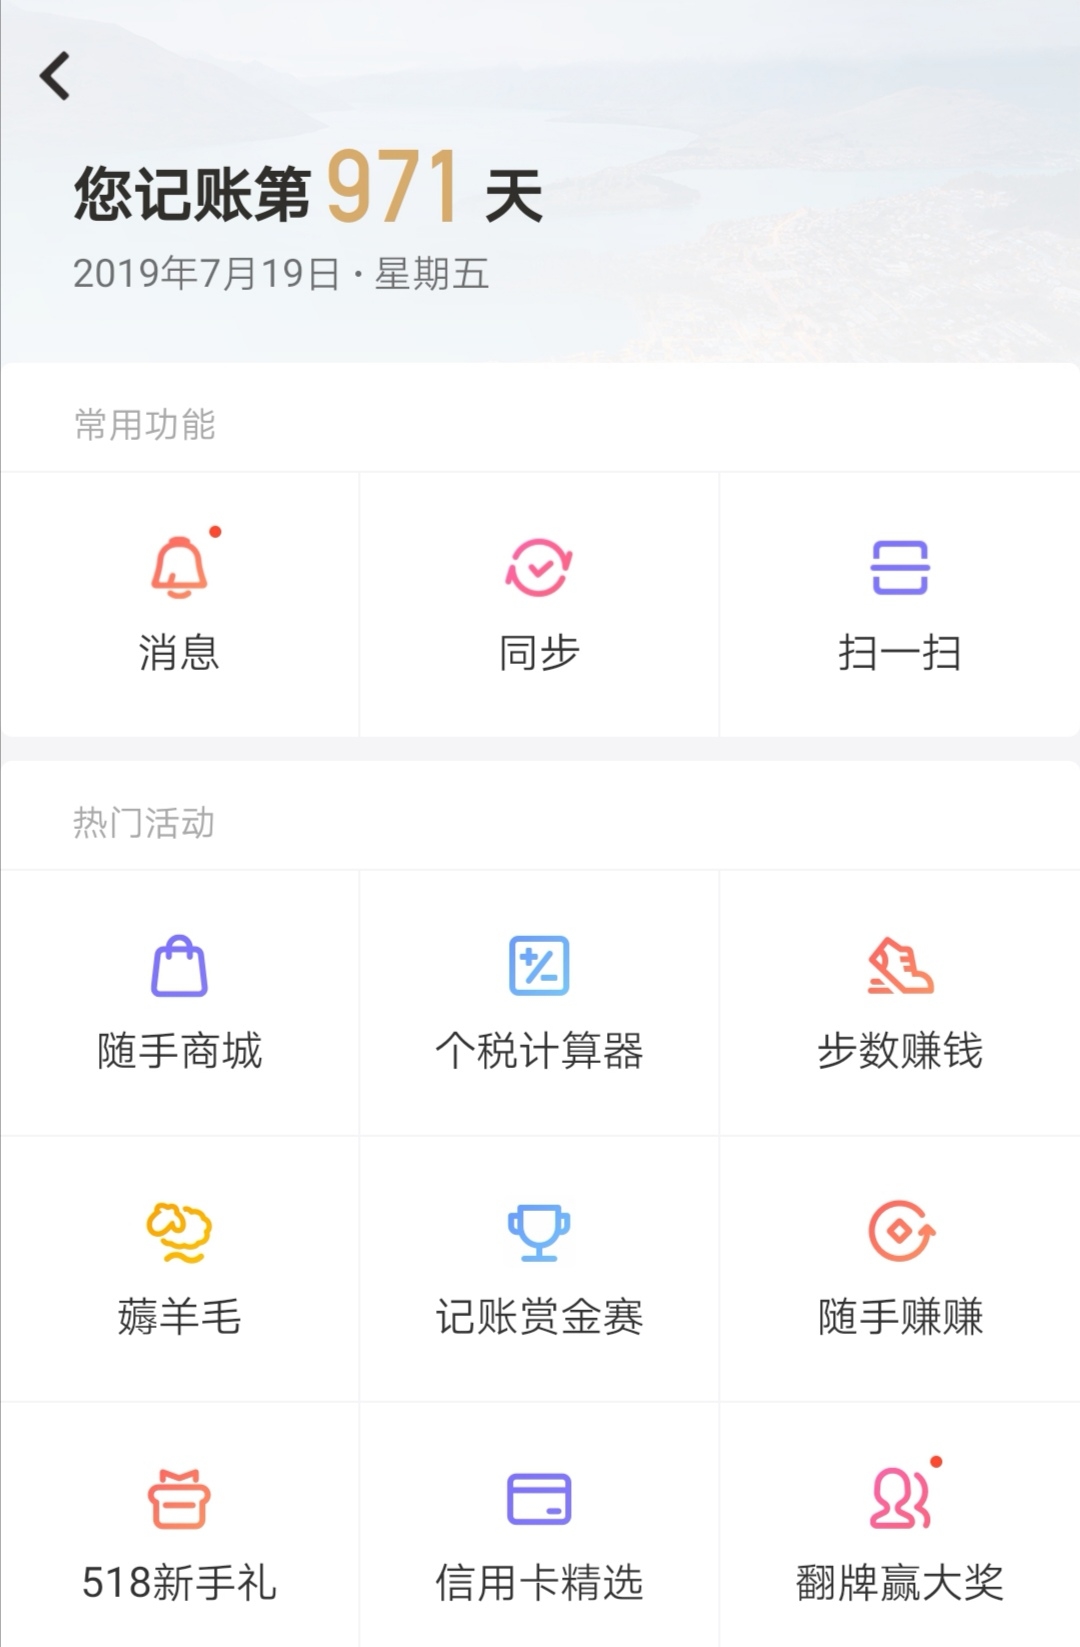 您记账第971天
2019年7月19日·星期五
常用功能
消息
同步
扫一扫
热门活动
随手商城
个税计算器
步数赚钱
薅羊毛
记账赏金赛
随手赚赚
518新手礼
信用卡精选
翻牌赢大奖